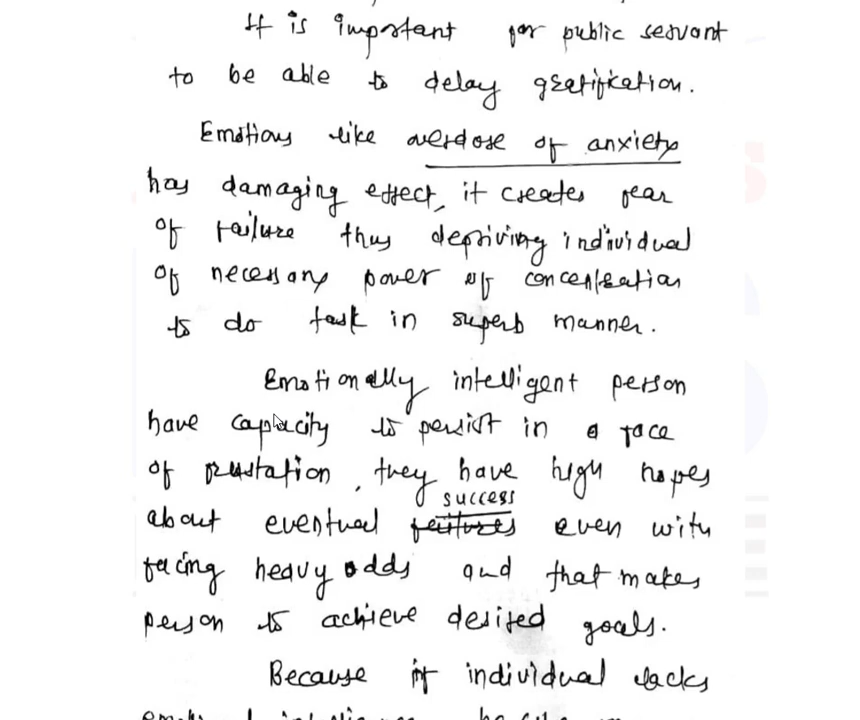 It is important for public servant
to be able to delay gratification.
Emotions like overdose of anxiety
has damaging effect, it creates fear
of failure thus depriving individual
of necessary power of concentration
to do task in superb manner.
Emotionally intelligent person
have capacity to persist in a face
of frustation, they have high hopes
success
about eventual failures even with
facing heavy odds and that makes
person to achieve desired goals.
Because if individual lacks